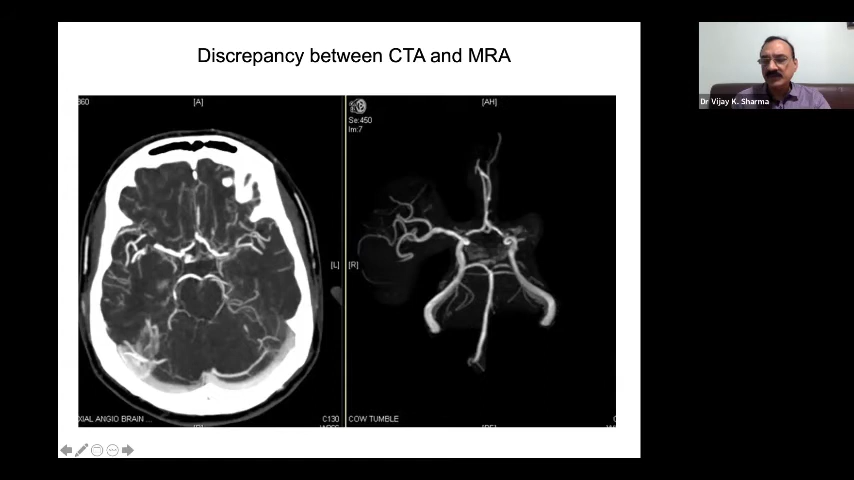 Discrepancy between CTA and MRA
Dr Vijay K. Sharma
[A]
[AH]
Se:450
Im:7
[L]
[R]
XIAL ANGIO BRAIN ...
C130
COW TUMBLE